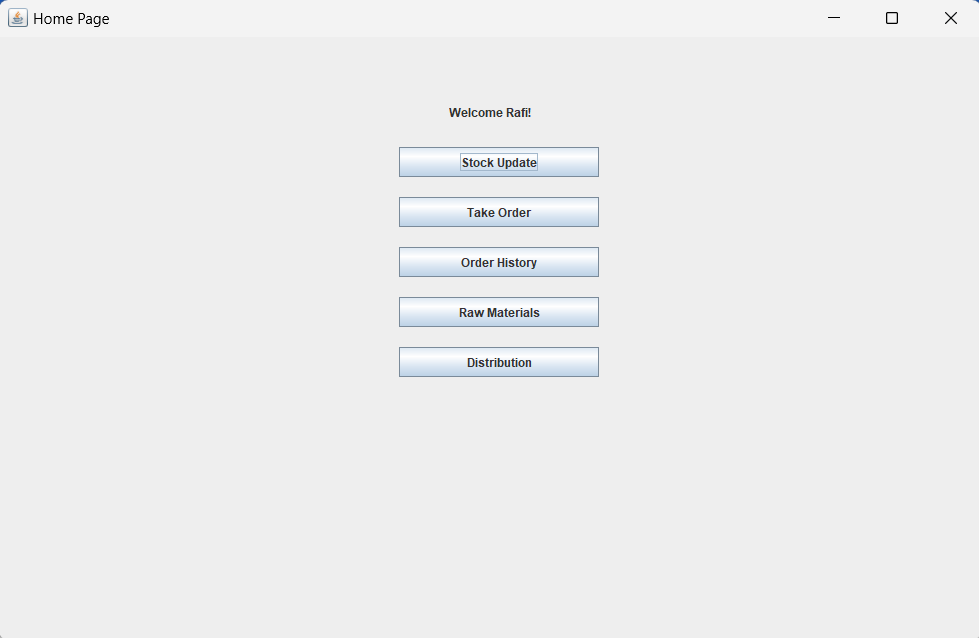 Home Page
Welcome Rafi!
Stock Update
Take Order
Order History
Raw Materials
Distribution